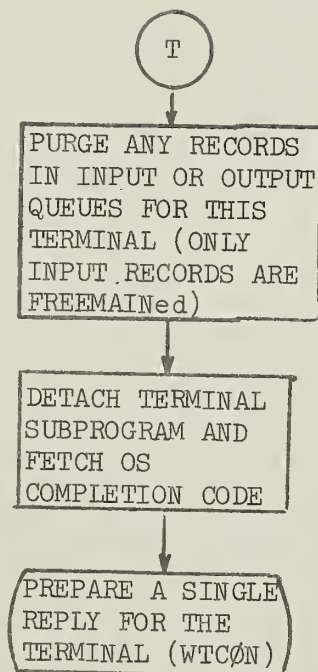 T
PURGE ANY RECORDS
IN INPUT OR OUTPUT
QUEUES FOR THIS
TERMINAL (ONLY
INPUT RECORDS ARE
FREEMAINed)
DETACH TERMINAL
SUBPROGRAM AND
FETCH OS
COMPLETION CODE
PREPARE A SINGLE
REPLY FOR THE
TERMINAL (WTCØN)